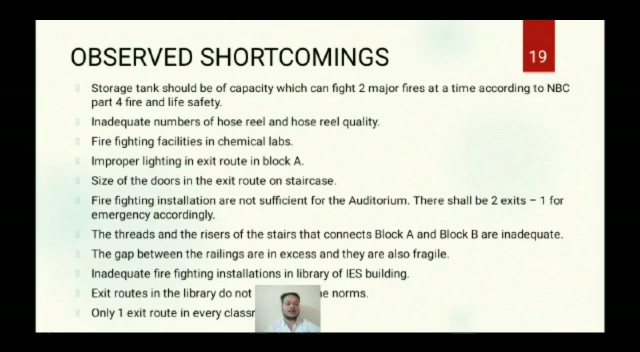 OBSERVED SHORTCOMINGS
19
Storage tank should be of capacity which can fight 2 major fires at a time according to NBC
part 4 fire and life safety.
Inadequate numbers of hose reel and hose reel quality.
Fire fighting facilities in chemical labs.
Improper lighting in exit route in block A.
Size of the doors in the exit route on staircase.
Fire fighting installation are not sufficient for the Auditorium. There shall be 2 exits – 1 for
emergency accordingly.
The threads and the risers of the stairs that connects Block A and Block B are inadequate.
The gap between the railings are in excess and they are also fragile.
Inadequate fire fighting installations in library of IES building.
Exit routes in the library do not norms.
Only 1 exit route in every